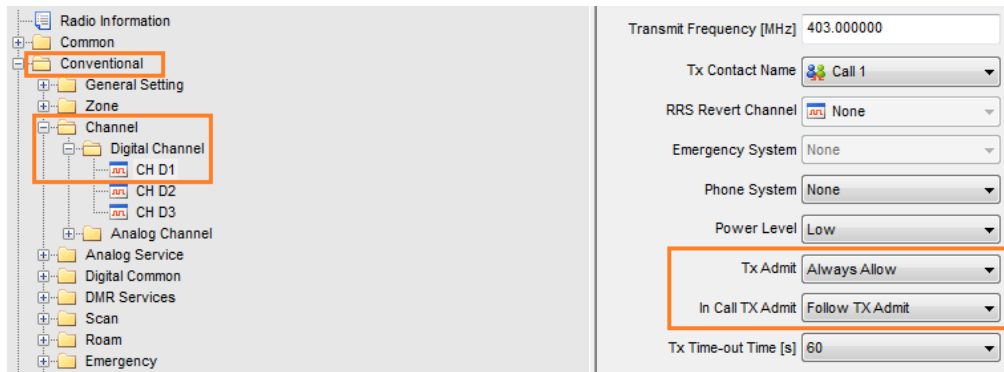 Radio Information
Common
Conventional
General Setting
Zone
Channel
Digital Channel
CH D1
CH D2
CH D3
Analog Channel
Analog Service
Digital Common
DMR Services
Scan
Roam
Emergency
Transmit Frequency [MHz] 403.000000
Tx Contact Name Call 1
RRS Revert Channel None
Emergency System None
Phone System None
Power Level Low
Tx Admit Always Allow
In Call TX Admit Follow TX Admit
Tx Time-out Time [s] 60